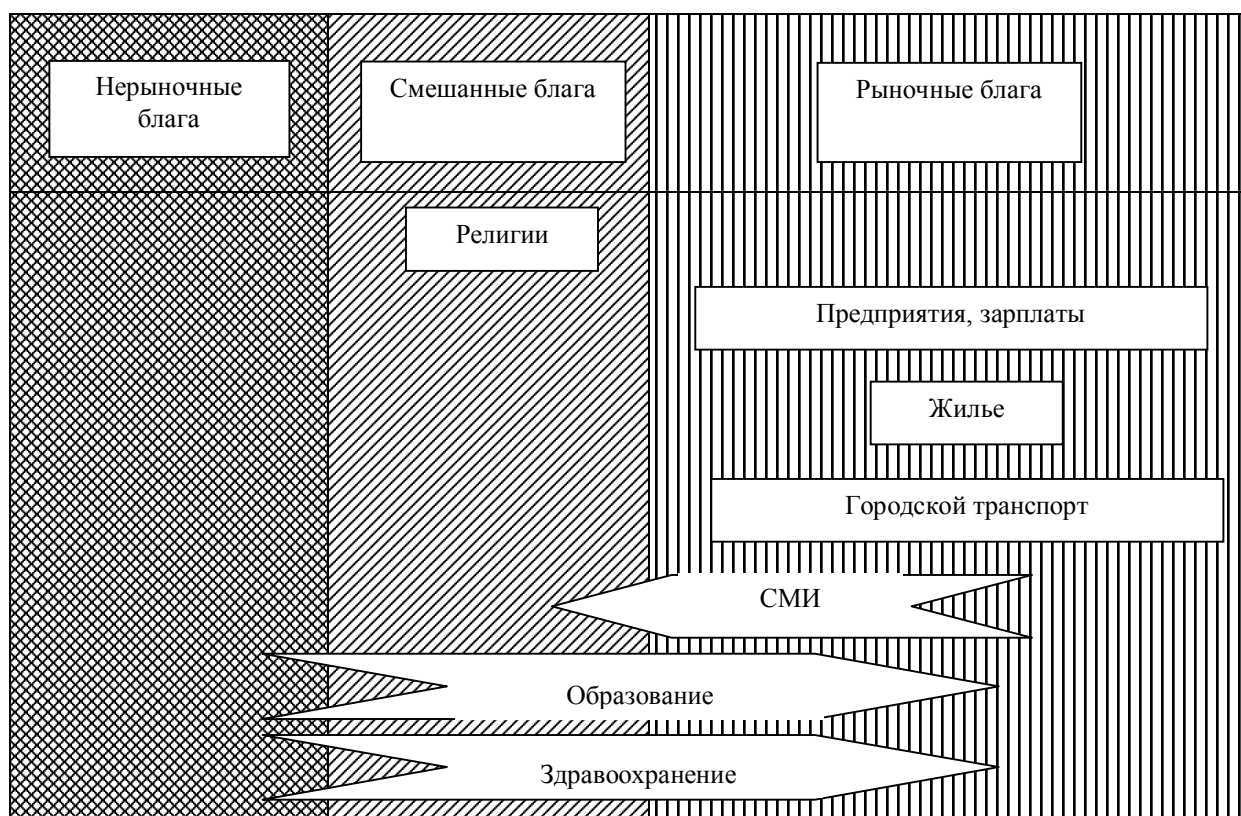 Нерыночные
блага
Смешанные блага
Рыночные блага
Религии
Предприятия, зарплаты
Жилье
Городской транспорт
СМИ
Образование
Здравоохранение